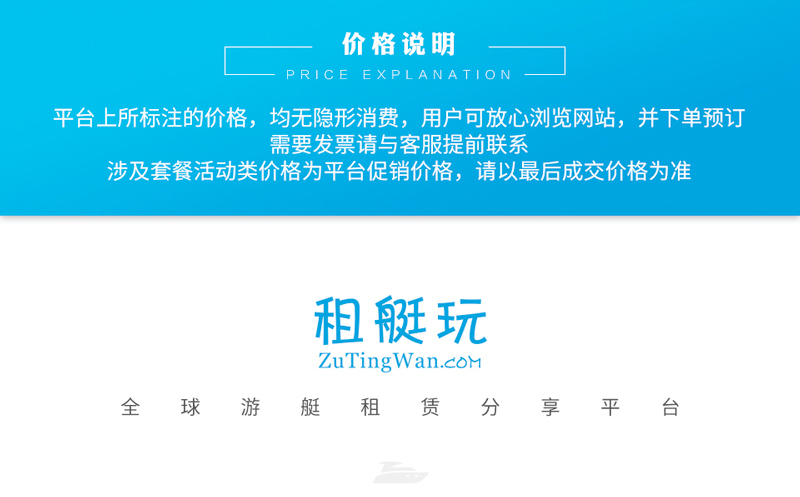 价格说明
PRICE EXPLANATION
平台上所标注的价格，均无隐形消费，用户可放心浏览网站，并下单预订
需要发票请与客服提前联系
涉及套餐活动类价格为平台促销价格，请以最后成交价格为准
租艇玩
ZuTingWan.com
全球游艇租赁分享平台